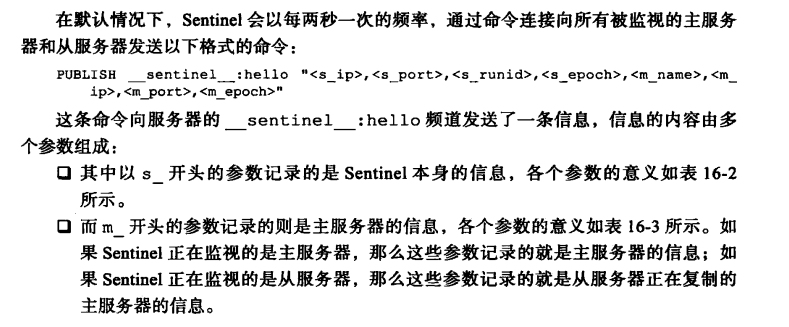 在默认情况下，Sentinel 会以每两秒一次的频率，通过命令连接向所有被监视的主服务
器和从服务器发送以下格式的命令：
PUBLISH __sentinel__:hello "<s_ip>,<s_port>,<s_runid>,<s_epoch>,<m_name>,<m_
ip>,<m_port>,<m_epoch>"
这条命令向服务器的 __sentinel__:hello 频道发送了一条信息，信息的内容由多
个参数组成：
❑ 其中以 s_ 开头的参数记录的是 Sentinel 本身的信息，各个参数的意义如表 16-2
所示。
❑ 而 m_ 开头的参数记录的则是主服务器的信息，各个参数的意义如表 16-3 所示。如
果 Sentinel 正在监视的是主服务器，那么这些参数记录的就是主服务器的信息；如
果 Sentinel 正在监视的是从服务器，那么这些参数记录的就是从服务器正在复制的
主服务器的信息。